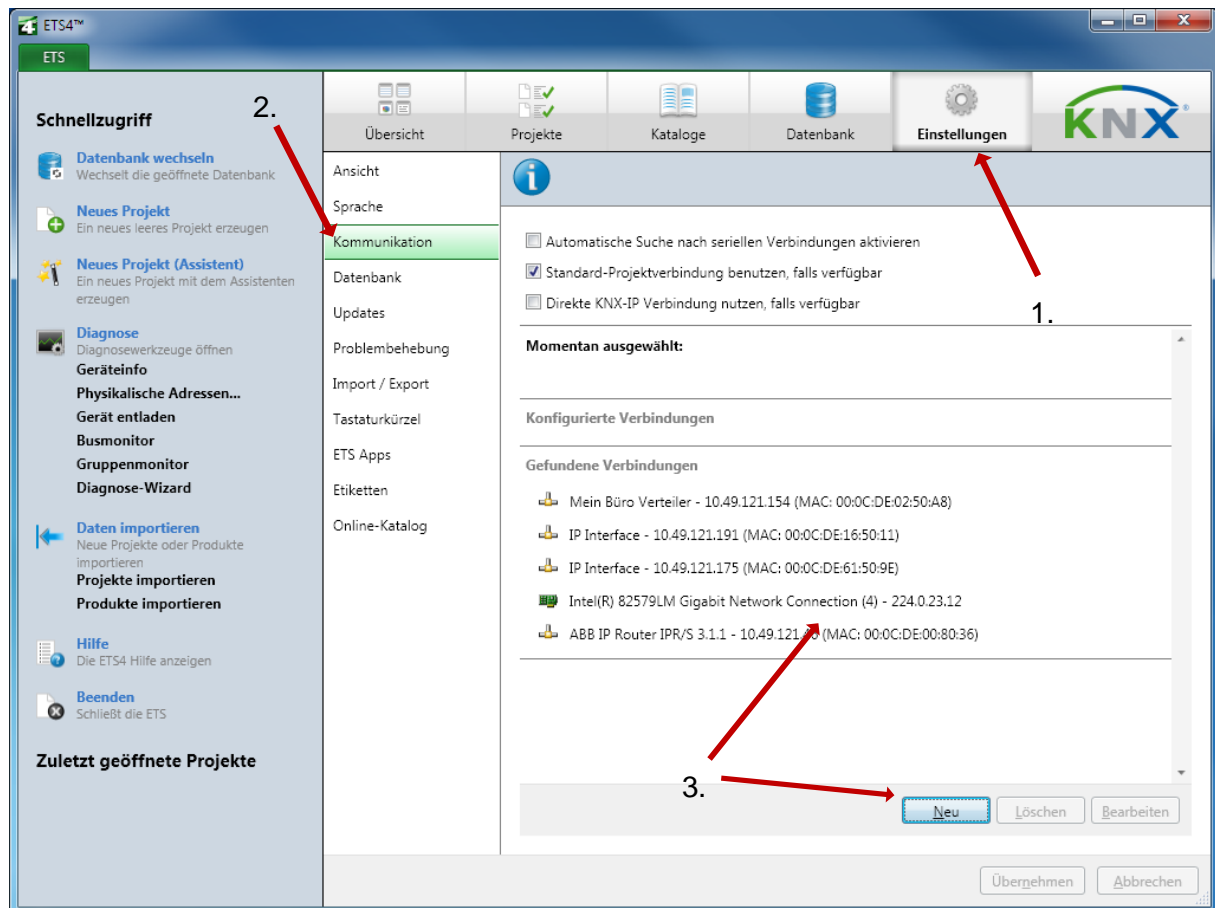 ETS4™
ETS
Schnellzugriff
Datenbank wechseln
Wechselt die geöffnete Datenbank
Neues Projekt
Ein neues leeres Projekt erzeugen
Neues Projekt (Assistent)
Ein neues Projekt mit dem Assistenten
erzeugen
Diagnose
Diagnosewerkzeuge öffnen
Geräteinfo
Physikalische Adressen...
Gerät entladen
Busmonitor
Gruppenmonitor
Diagnose-Wizard
Daten importieren
Neue Projekte oder Produkte
importieren
Projekte importieren
Produkte importieren
Hilfe
Die ETS4 Hilfe anzeigen
Beenden
Schließt die ETS
Zuletzt geöffnete Projekte
2.
Übersicht
Projekte
Kataloge
Datenbank
Einstellungen
KNX®
Ansicht
Sprache
Kommunikation
Datenbank
Updates
Problembehebung
Import / Export
Tastaturkürzel
ETS Apps
Etiketten
Online-Katalog
Automatische Suche nach seriellen Verbindungen aktivieren
Standard-Projektverbindung benutzen, falls verfügbar
Direkte KNX-IP Verbindung nutzen, falls verfügbar
1.
Momentan ausgewählt:
Konfigurierte Verbindungen
Gefundene Verbindungen
Mein Büro Verteiler - 10.49.121.154 (MAC: 00:0C:DE:02:50:A8)
IP Interface - 10.49.121.191 (MAC: 00:0C:DE:16:50:11)
IP Interface - 10.49.121.175 (MAC: 00:0C:DE:61:50:9E)
Intel(R) 82579LM Gigabit Network Connection (4) - 224.0.23.12
ABB IP Router IPR/S 3.1.1 - (MAC: 00:0C:DE:00:80:36)
3.
Neu
Löschen
Bearbeiten
Übernehmen
Abbrechen